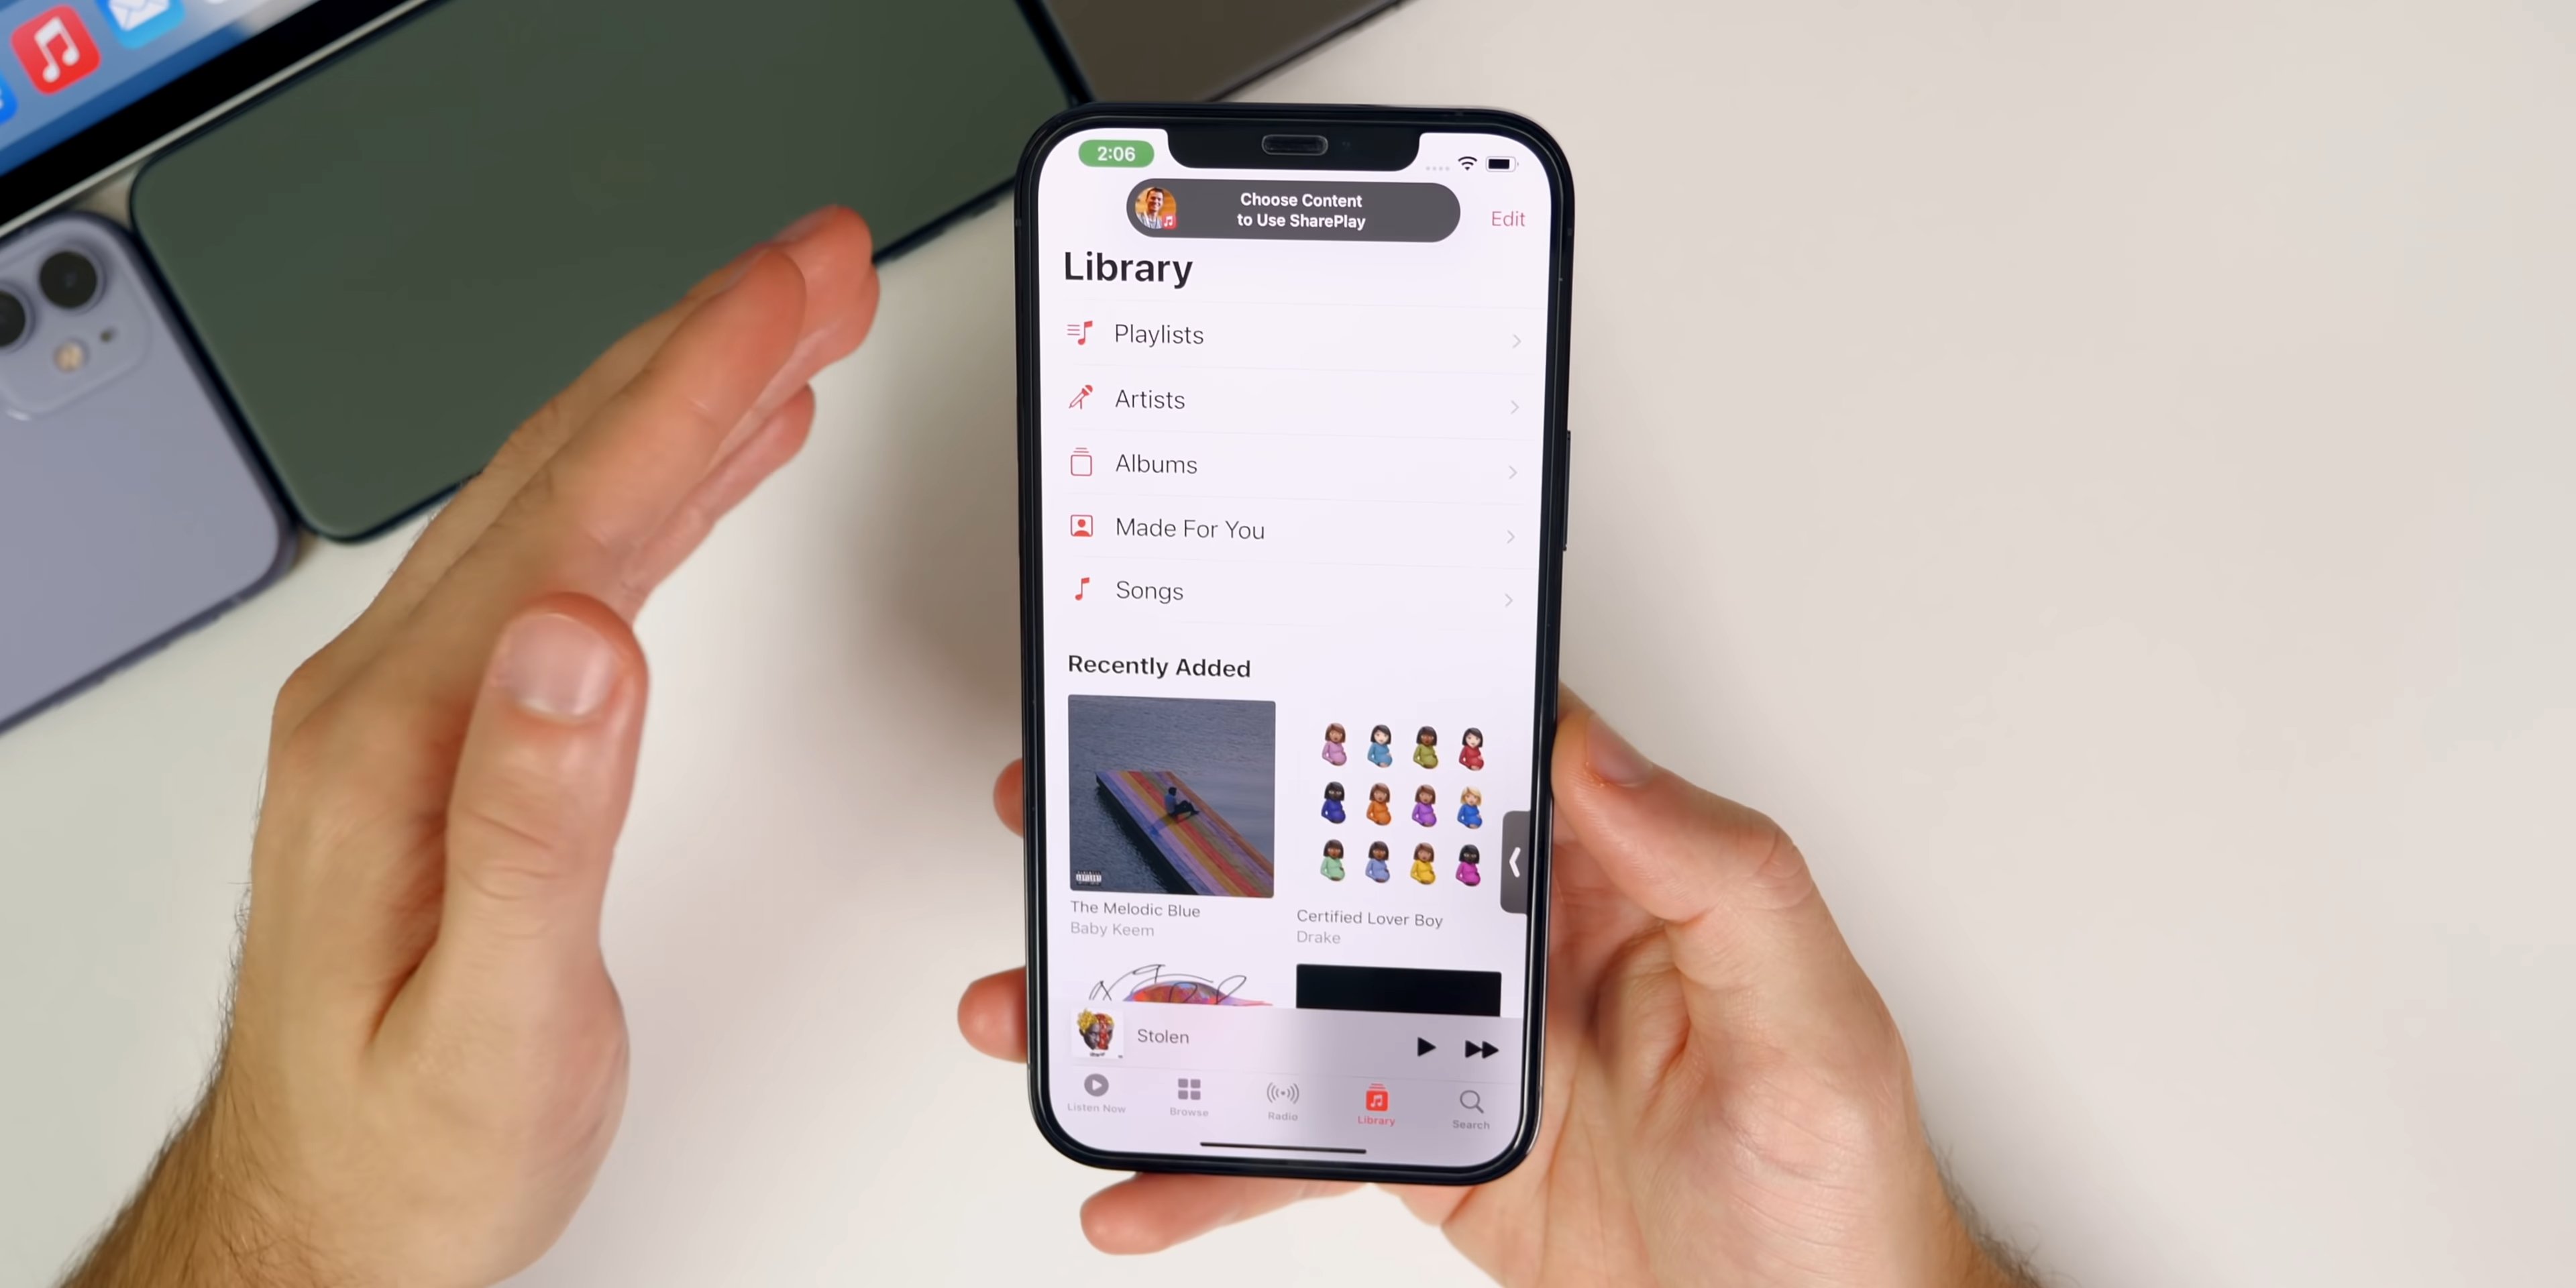 2:06
Choose Content
to Use SharePlay
Edit
Library
Playlists
Artists
Albums
Made For You
Songs
Recently Added
The Melodic Blue
Baby Keem
Certified Lover Boy
Drake
Stolen
Listen Now
Browse
Radio
Library
Search